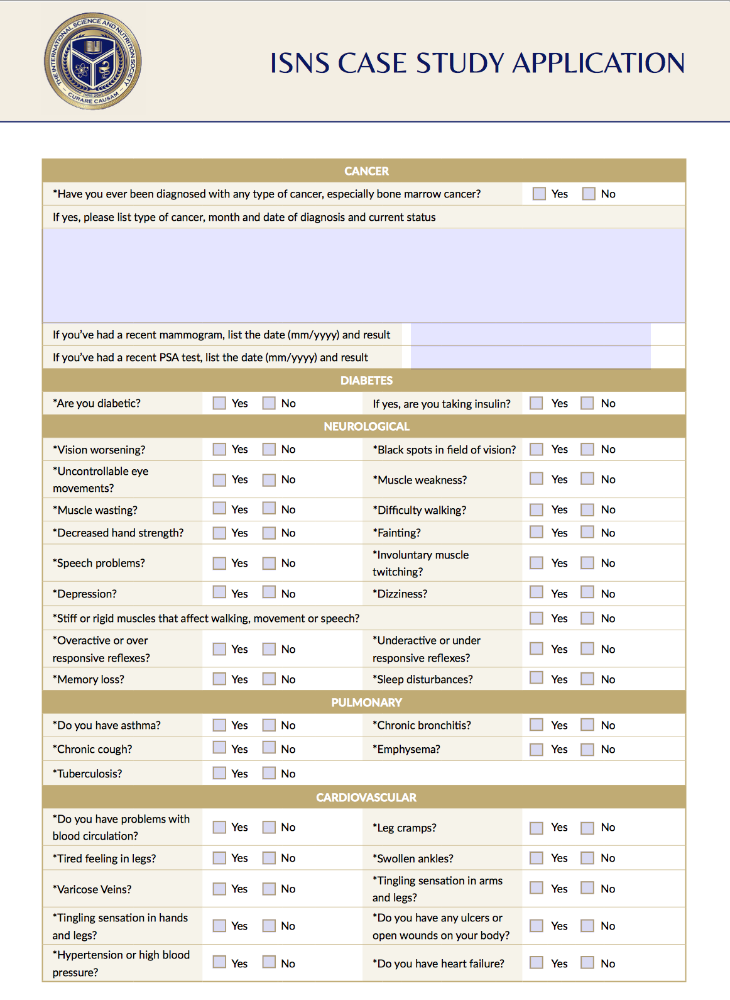 THE INTERNATIONAL SCIENCE AND NUTRITION SOCIETY
ISNS 2021
— CURARE CAUSAM —
ISNS CASE STUDY APPLICATION
CANCER
*Have you ever been diagnosed with any type of cancer, especially bone marrow cancer? Yes No
If yes, please list type of cancer, month and date of diagnosis and current status
If you’ve had a recent mammogram, list the date (mm/yyyy) and result
If you’ve had a recent PSA test, list the date (mm/yyyy) and result
DIABETES
*Are you diabetic? Yes No If yes, are you taking insulin? Yes No
NEUROLOGICAL
*Vision worsening? Yes No *Black spots in field of vision? Yes No
*Uncontrollable eye
movements? Yes No *Muscle weakness? Yes No
*Muscle wasting? Yes No *Difficulty walking? Yes No
*Decreased hand strength? Yes No *Fainting? Yes No
*Speech problems? Yes No *Involuntary muscle
twitching? Yes No
*Depression? Yes No *Dizziness? Yes No
*Stiff or rigid muscles that affect walking, movement or speech? Yes No
*Overactive or over
responsive reflexes? Yes No *Underactive or under
responsive reflexes? Yes No
*Memory loss? Yes No *Sleep disturbances? Yes No
PULMONARY
*Do you have asthma? Yes No *Chronic bronchitis? Yes No
*Chronic cough? Yes No *Emphysema? Yes No
*Tuberculosis? Yes No
CARDIOVASCULAR
*Do you have problems with
blood circulation? Yes No *Leg cramps? Yes No
*Tired feeling in legs? Yes No *Swollen ankles? Yes No
*Varicose Veins? Yes No *Tingling sensation in arms
and legs? Yes No
*Tingling sensation in hands
and legs? Yes No *Do you have any ulcers or
open wounds on your body? Yes No
*Hypertension or high blood
pressure? Yes No *Do you have heart failure? Yes No